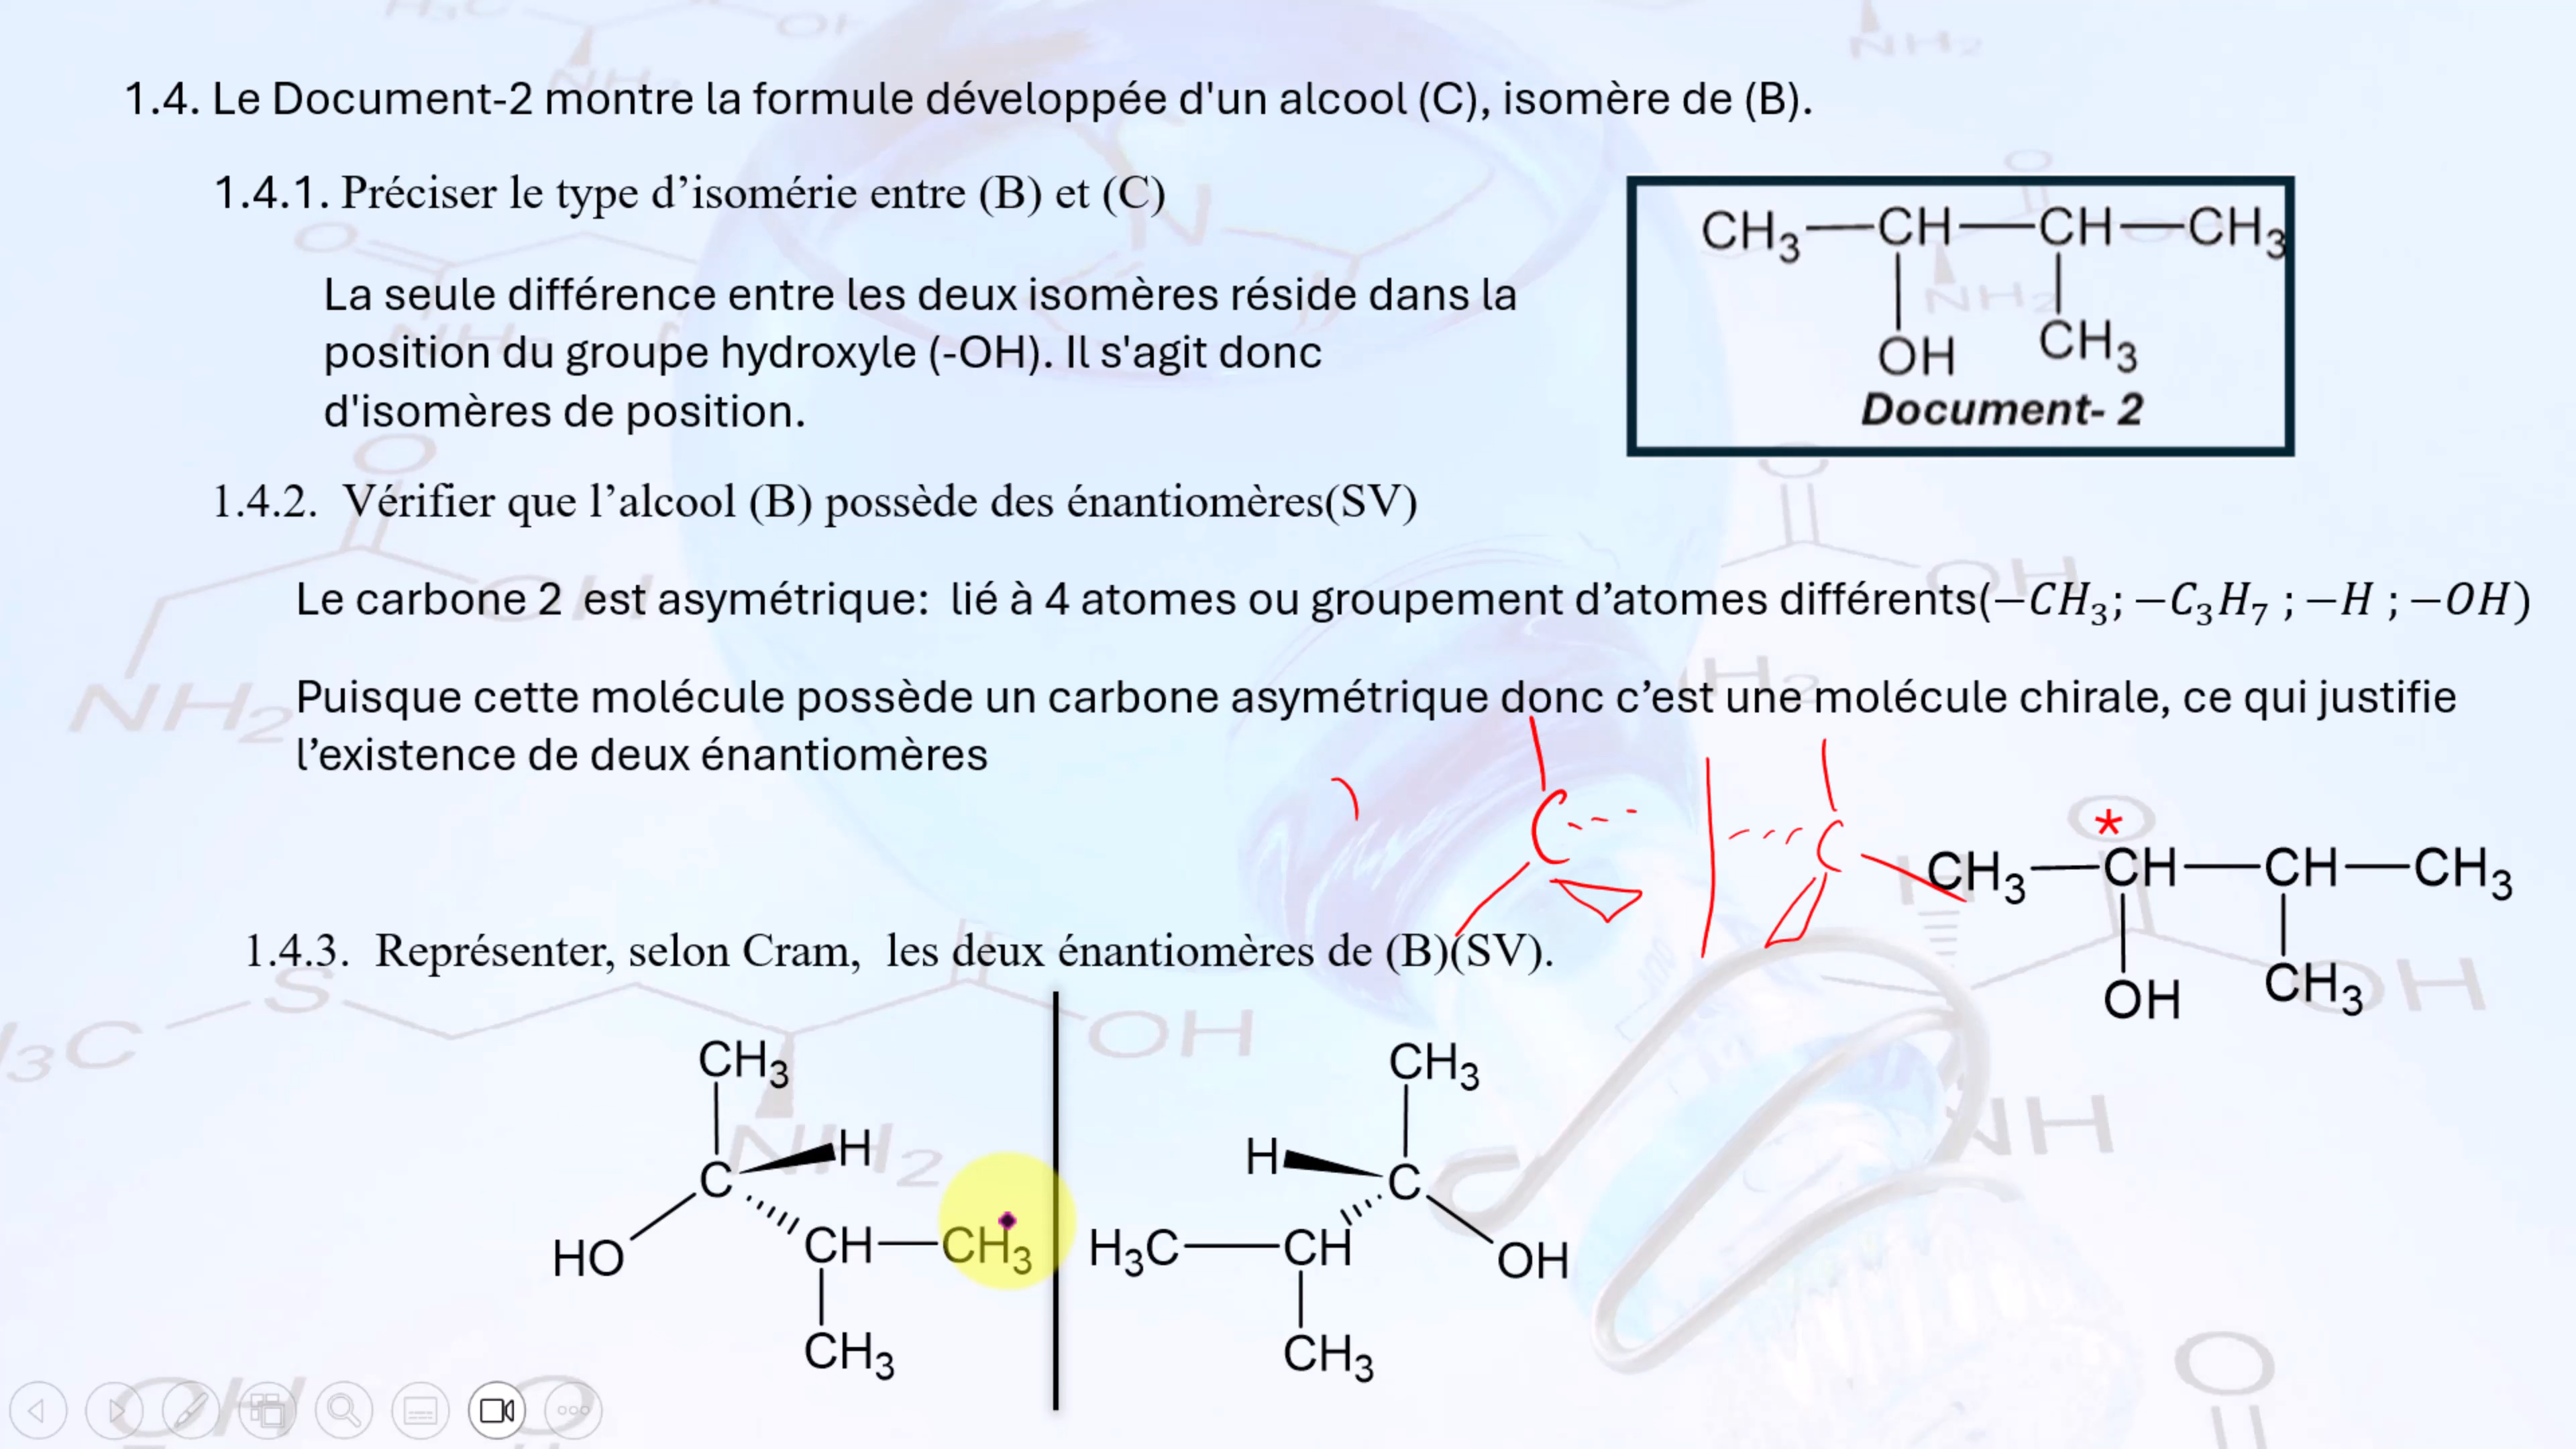 1.4. Le Document-2 montre la formule développée d'un alcool (C), isomère de (B).
1.4.1. Préciser le type d’isomérie entre (B) et (C)
CH3—CH—CH—CH3
OH CH3
Document- 2
La seule différence entre les deux isomères réside dans la
position du groupe hydroxyle (-OH). Il s'agit donc
d'isomères de position.
1.4.2. Vérifier que l’alcool (B) possède des énantiomères(SV)
Le carbone 2 est asymétrique: lié à 4 atomes ou groupement d’atomes différents(−CH3; −C3H7 ; −H ; −OH)
Puisque cette molécule possède un carbone asymétrique donc c’est une molécule chirale, ce qui justifie
l’existence de deux énantiomères
C C
*
CH3—CH—CH—CH3
OH CH3
1.4.3. Représenter, selon Cram, les deux énantiomères de (B)(SV).
CH3 CH3
H H
C C
HO CH—CH3 H3C—CH OH
CH3 CH3